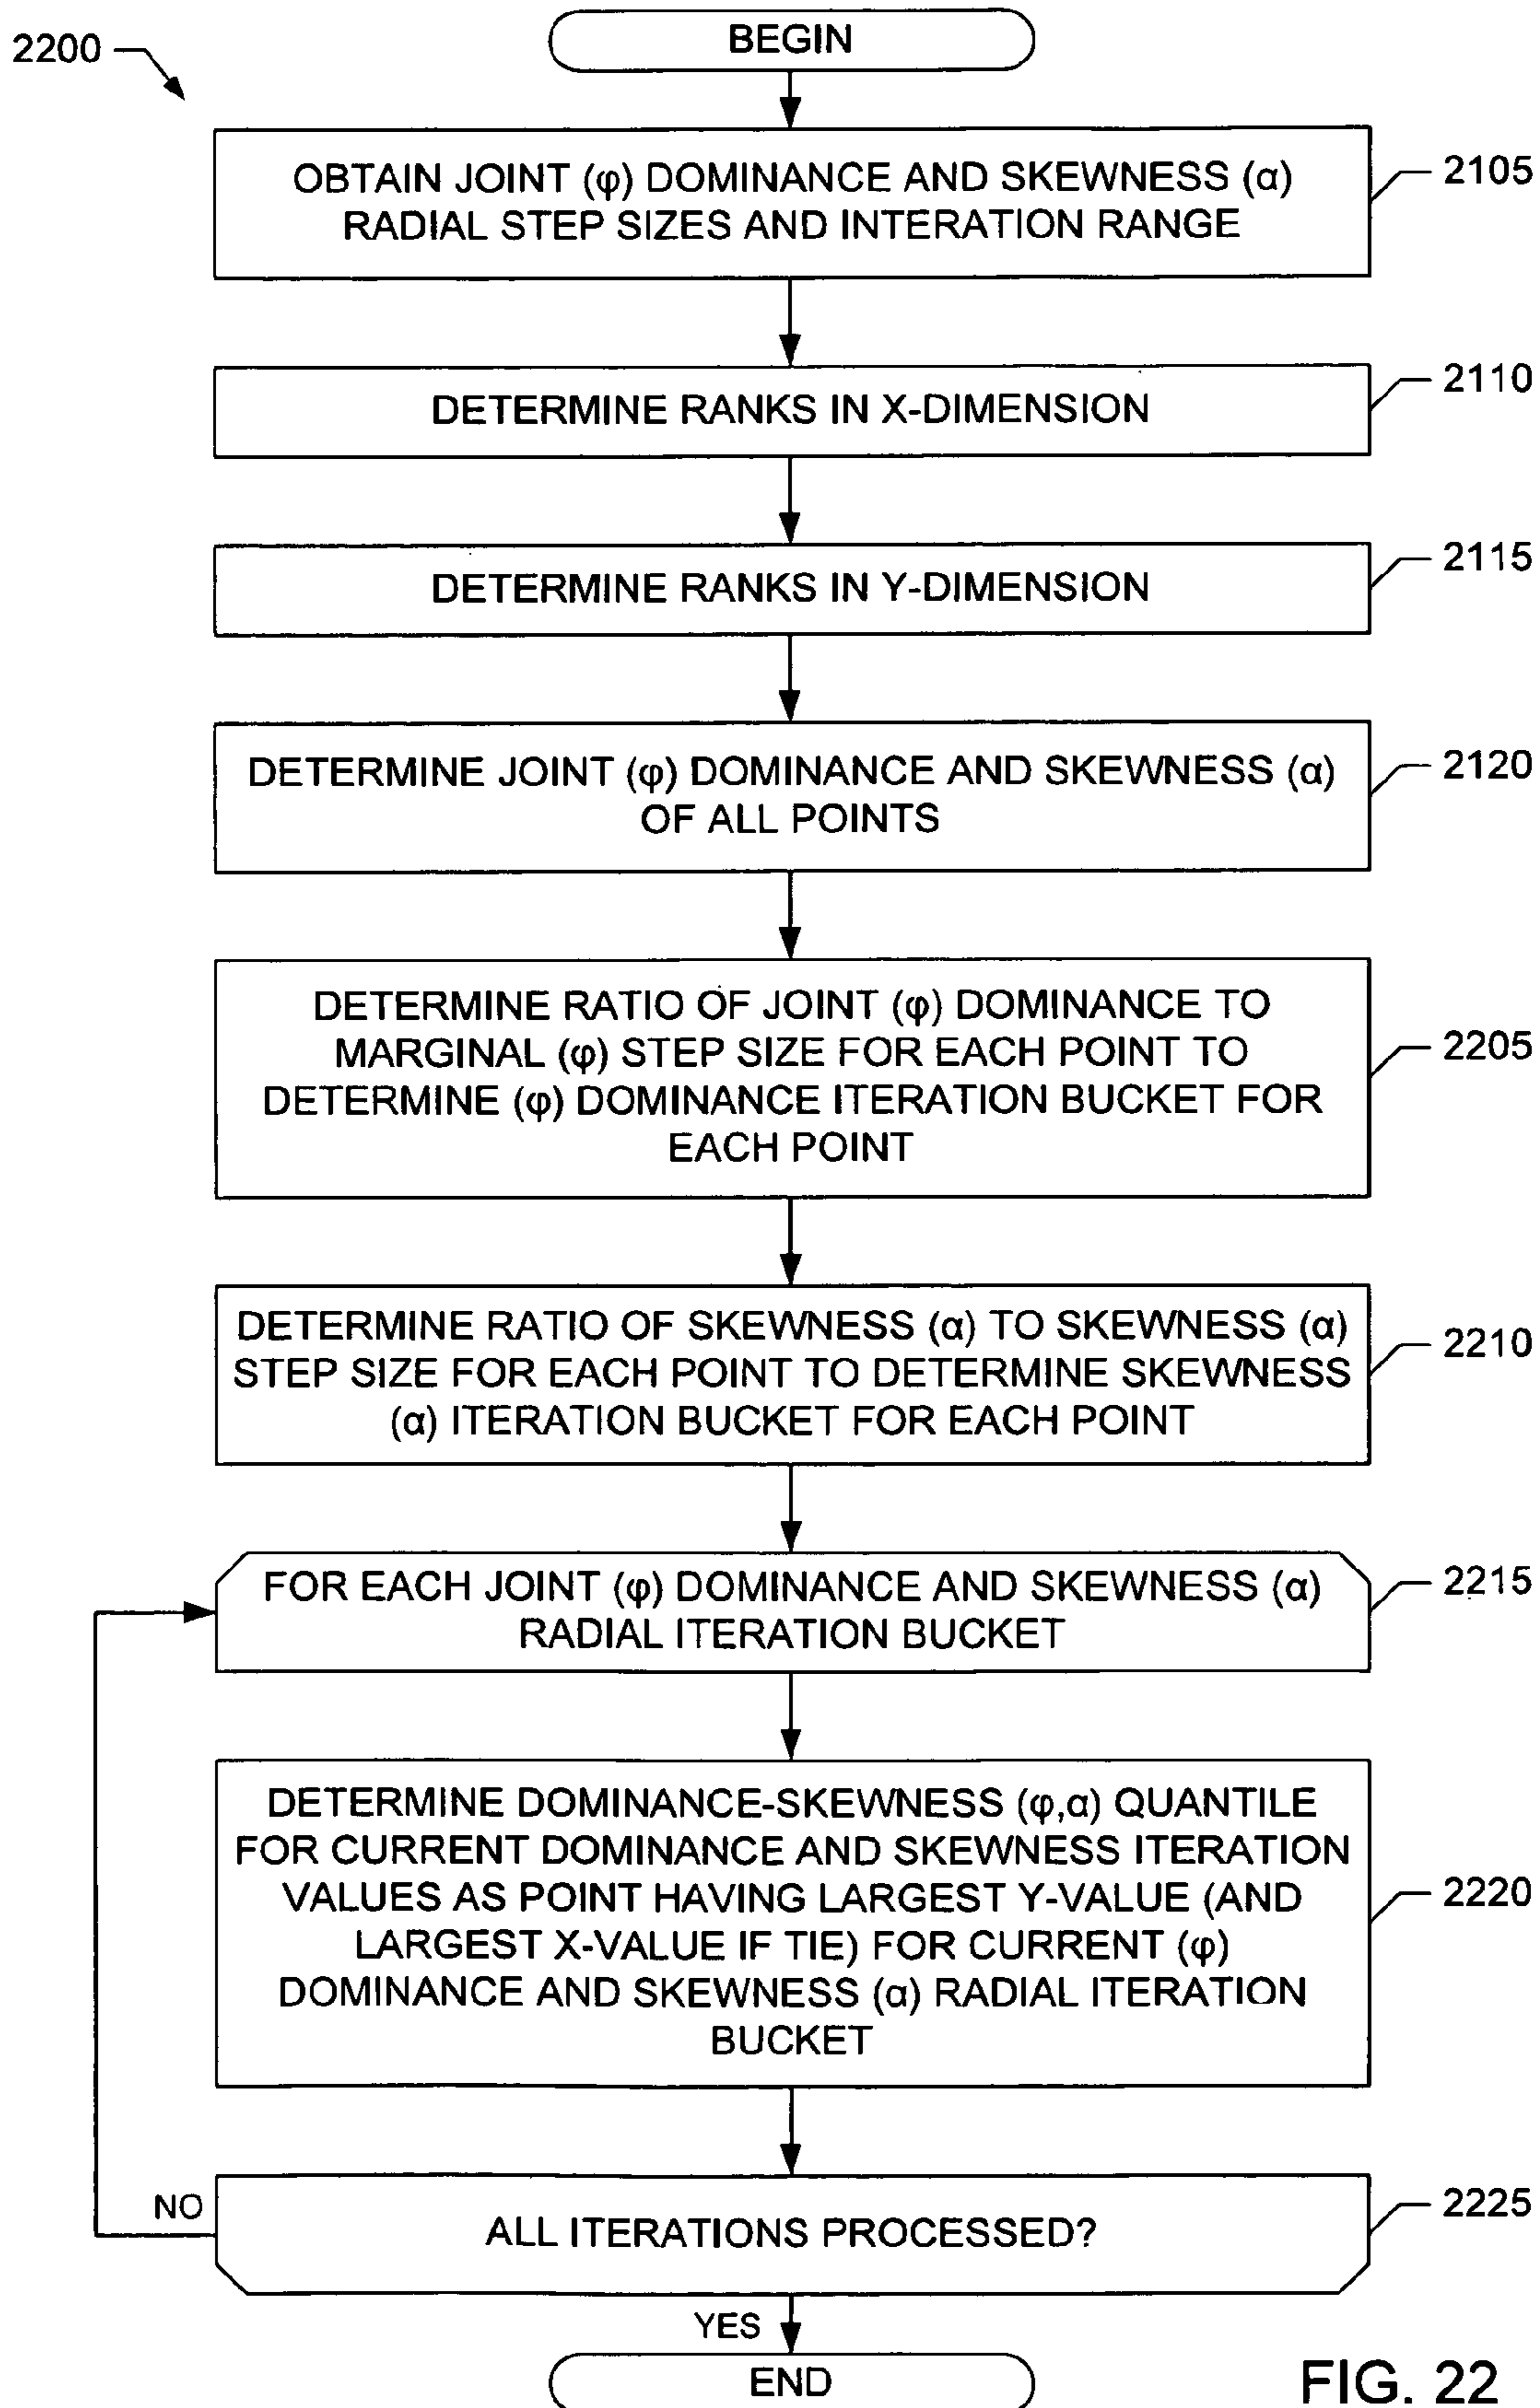 2200
BEGIN
OBTAIN JOINT (φ) DOMINANCE AND SKEWNESS (α)
RADIAL STEP SIZES AND INTERATION RANGE
2105
DETERMINE RANKS IN X-DIMENSION
2110
DETERMINE RANKS IN Y-DIMENSION
2115
DETERMINE JOINT (φ) DOMINANCE AND SKEWNESS (α)
OF ALL POINTS
2120
DETERMINE RATIO OF JOINT (φ) DOMINANCE TO
MARGINAL (φ) STEP SIZE FOR EACH POINT TO
DETERMINE (φ) DOMINANCE ITERATION BUCKET FOR
EACH POINT
2205
DETERMINE RATIO OF SKEWNESS (α) TO SKEWNESS (α)
STEP SIZE FOR EACH POINT TO DETERMINE SKEWNESS
(α) ITERATION BUCKET FOR EACH POINT
2210
FOR EACH JOINT (φ) DOMINANCE AND SKEWNESS (α)
RADIAL ITERATION BUCKET
2215
DETERMINE DOMINANCE-SKEWNESS (φ,α) QUANTILE
FOR CURRENT DOMINANCE AND SKEWNESS ITERATION
VALUES AS POINT HAVING LARGEST Y-VALUE (AND
LARGEST X-VALUE IF TIE) FOR CURRENT (φ)
DOMINANCE AND SKEWNESS (α) RADIAL ITERATION
BUCKET
2220
NO
ALL ITERATIONS PROCESSED?
2225
YES
END
FIG. 22